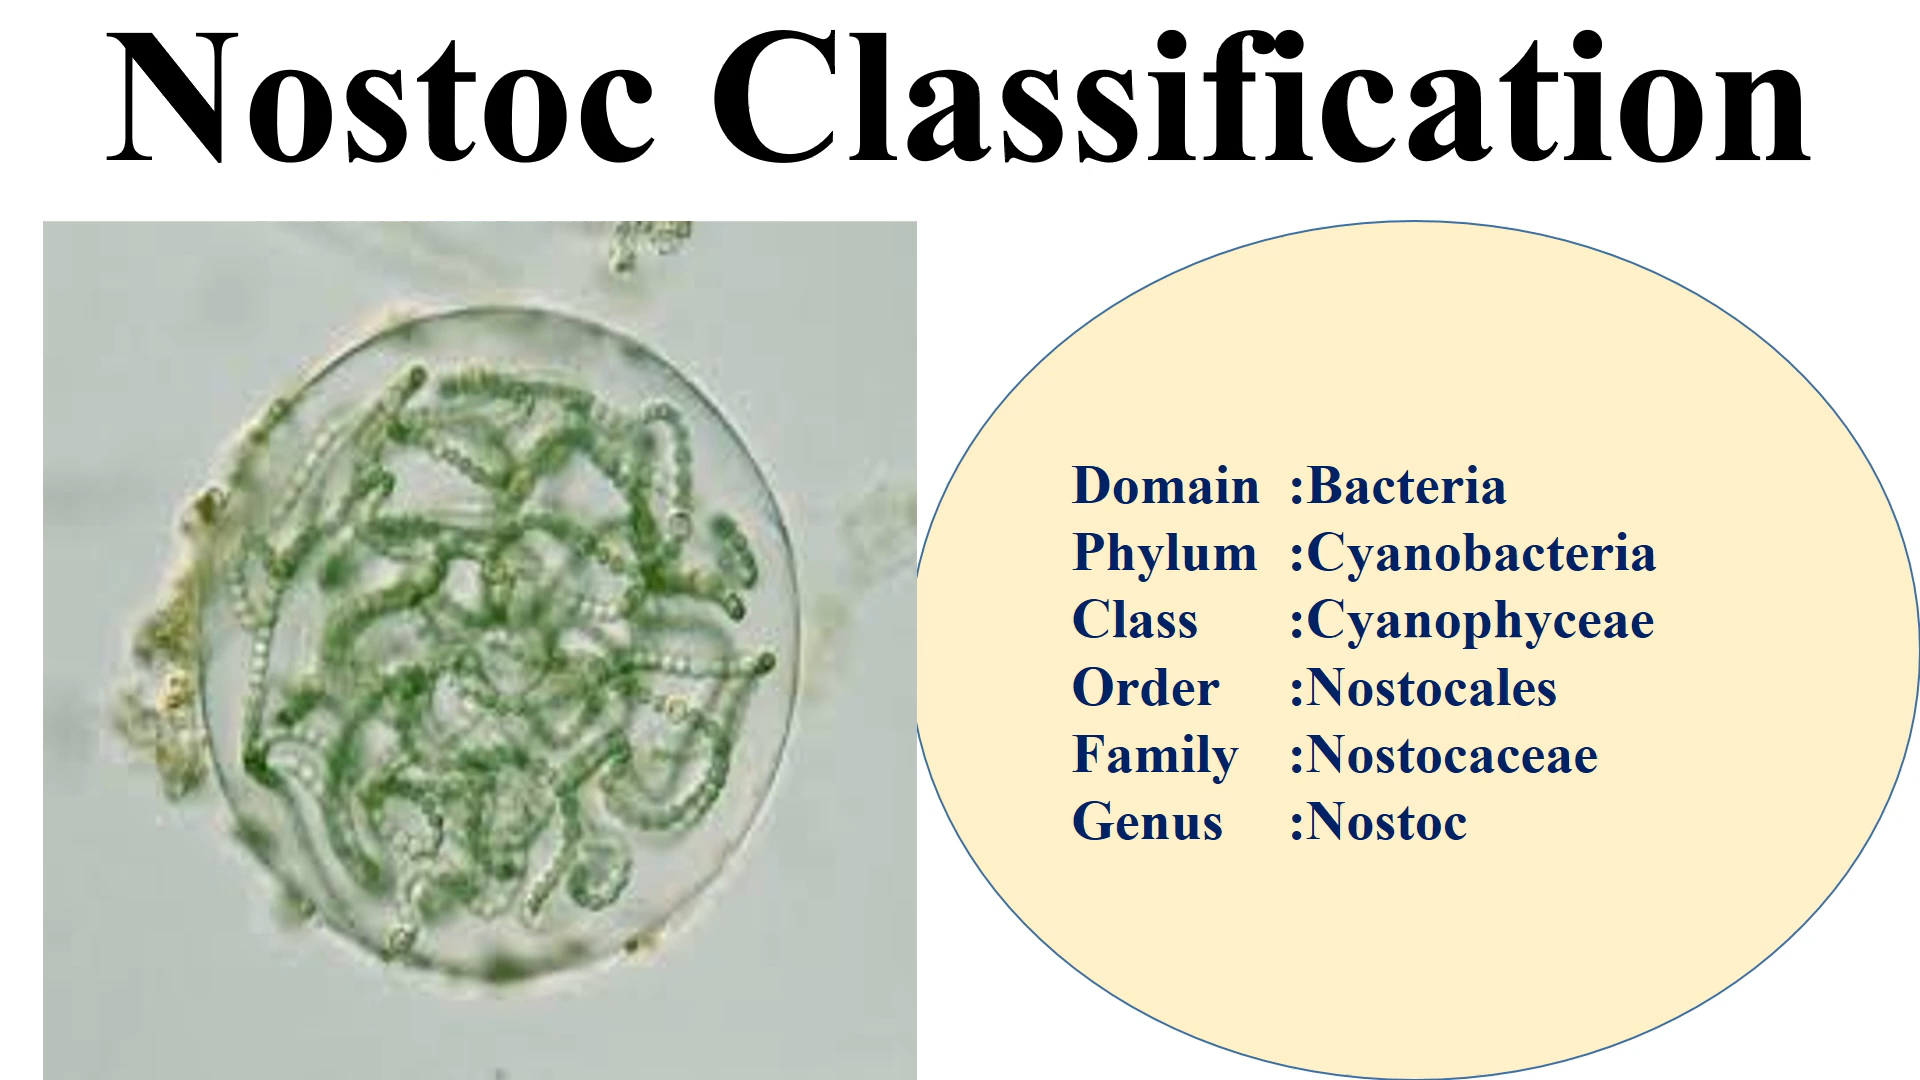 Nostoc Classification
Domain :Bacteria
Phylum :Cyanobacteria
Class :Cyanophyceae
Order :Nostocales
Family :Nostocaceae
Genus :Nostoc